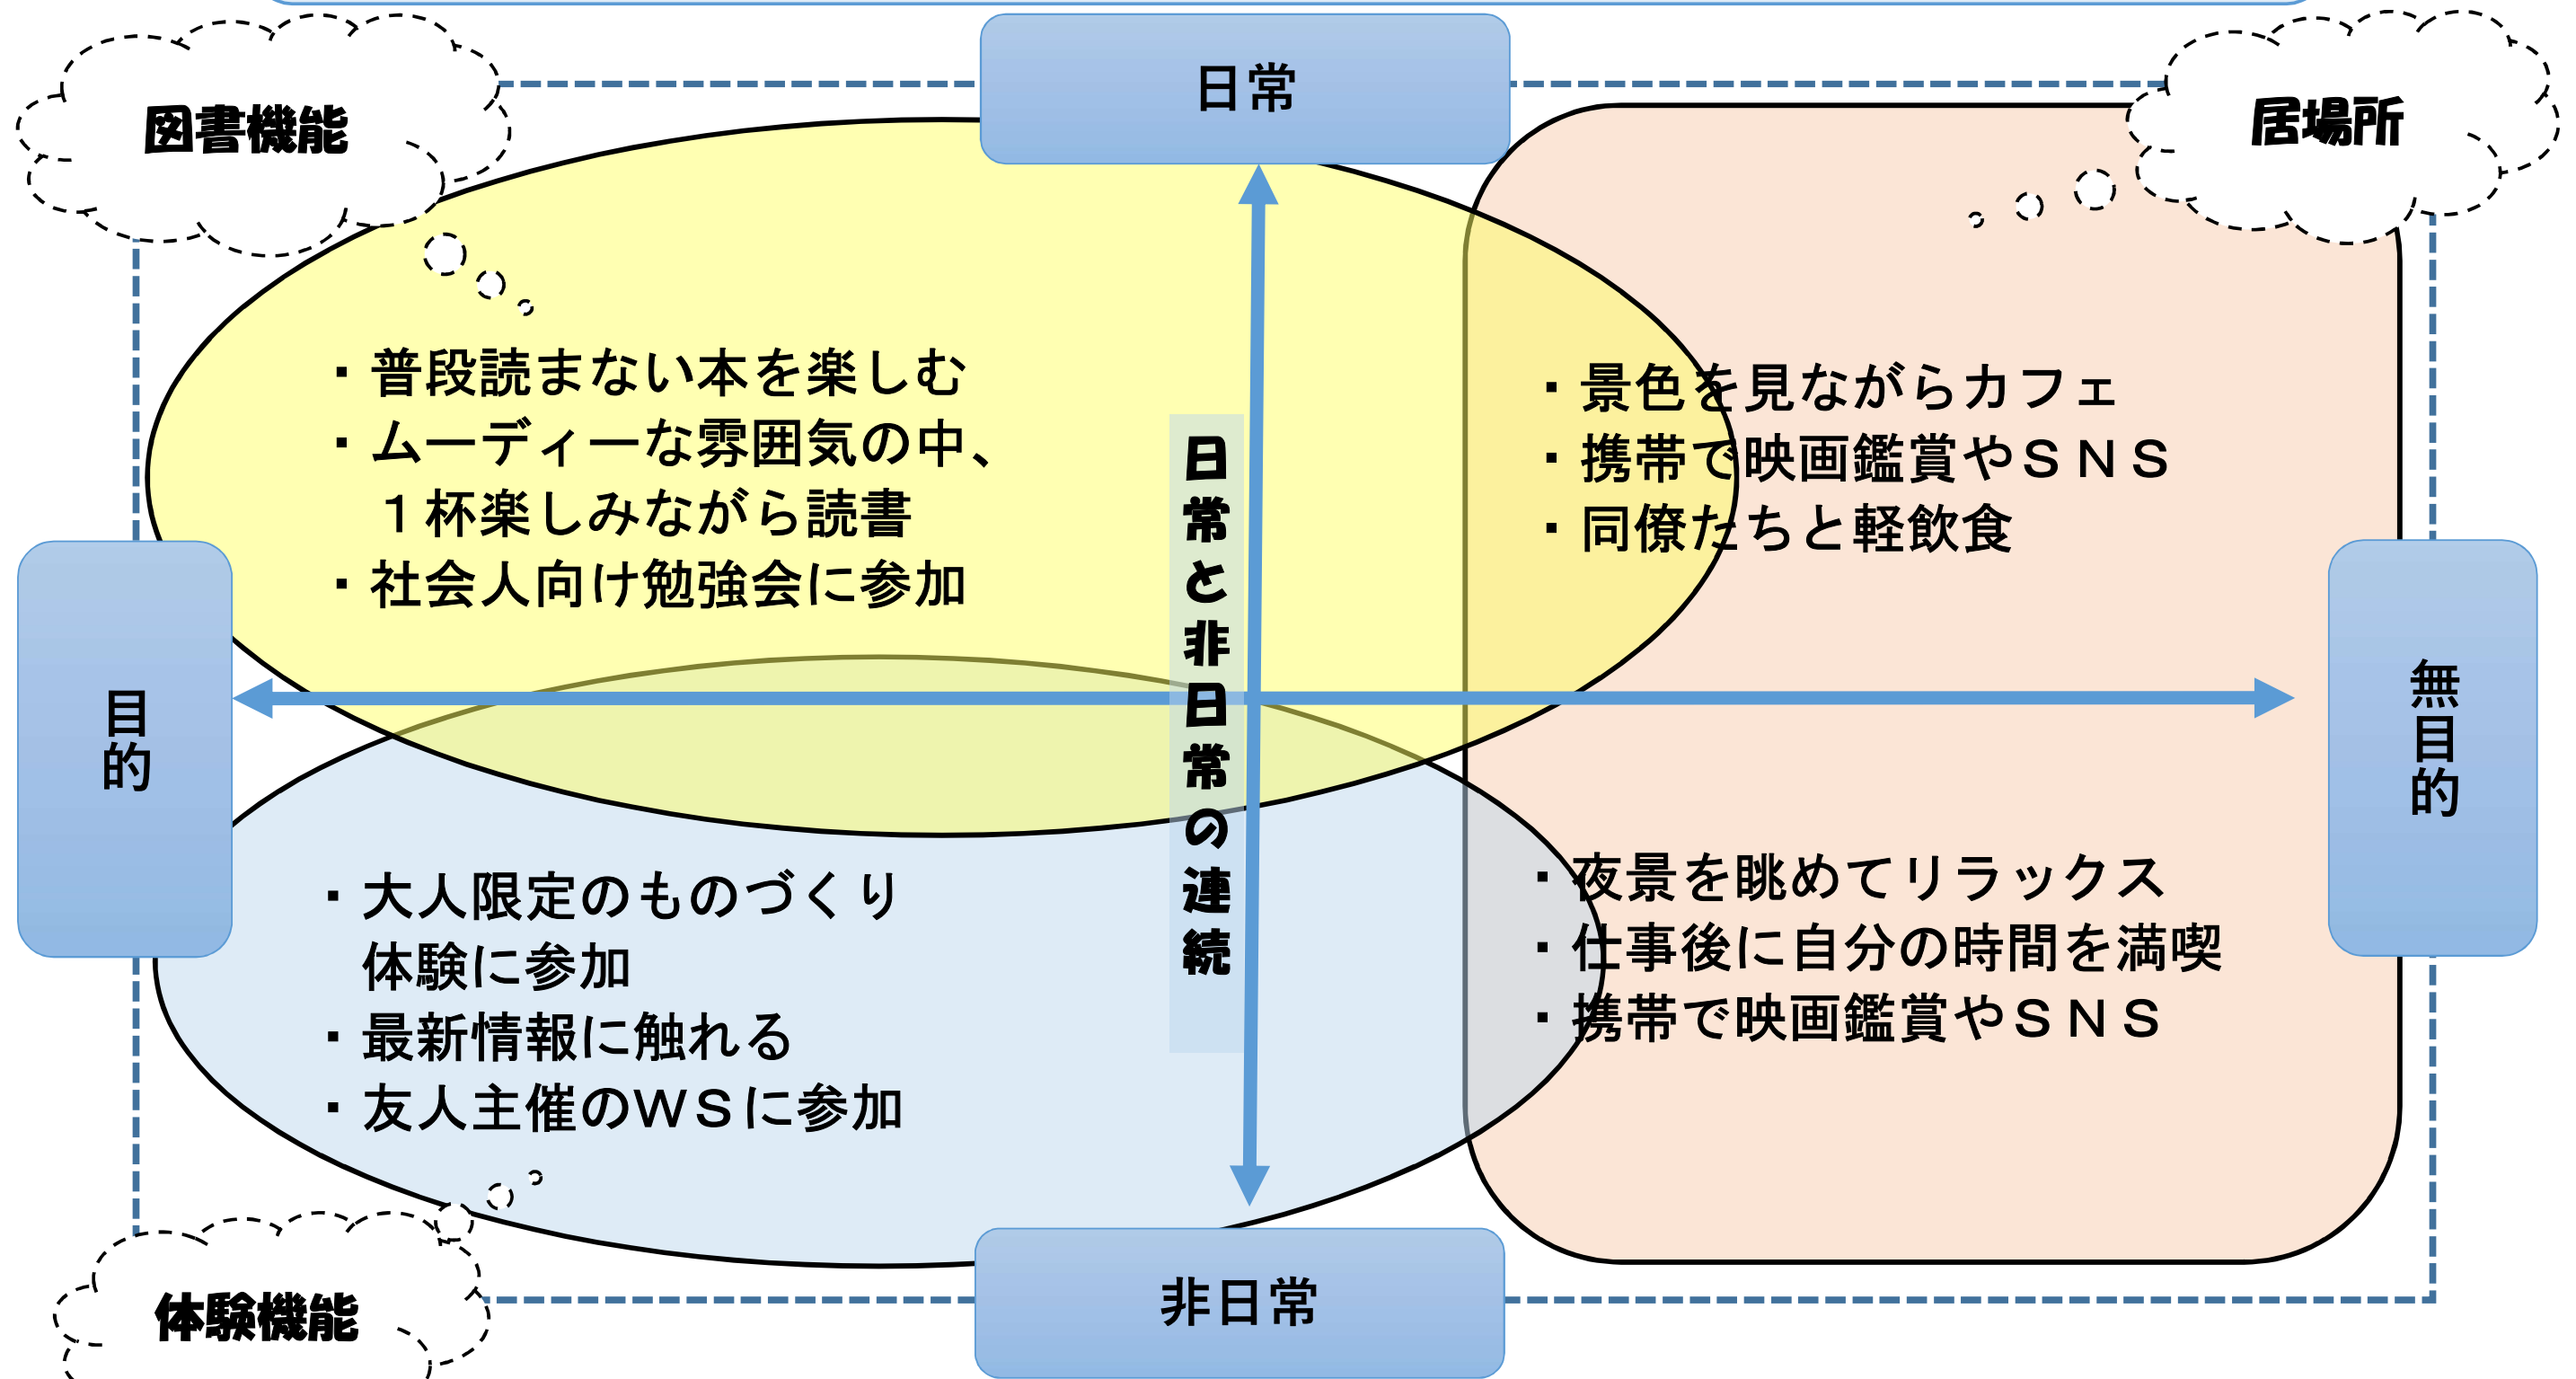 日常
図書機能
居場所
・普段読まない本を楽しむ
・ムーディーな雰囲気の中、
１杯楽しみながら読書
・社会人向け勉強会に参加
・景色を見ながらカフェ
・携帯で映画鑑賞やＳＮＳ
・同僚たちと軽飲食
日常と非日常の連続
目的
無目的
・大人限定のものづくり
体験に参加
・最新情報に触れる
・友人主催のＷＳに参加
・夜景を眺めてリラックス
・仕事後に自分の時間を満喫
・携帯で映画鑑賞やＳＮＳ
体験機能
非日常